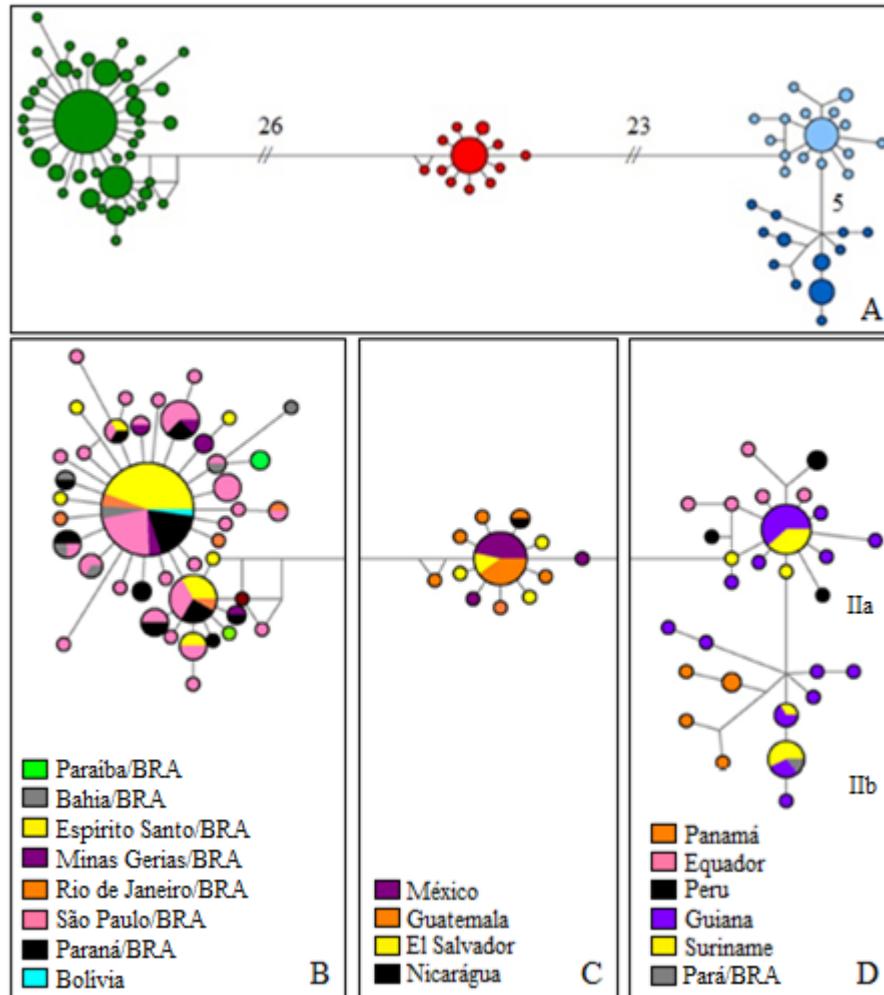 26
23
5
A
IIa
IIb
Paraiba/BRA
Bahia/BRA
Espírito Santo/BRA
Minas Gerias/BRA
Rio de Janeiro/BRA
São Paulo/BRA
Paraná/BRA
Bolívia
B
México
Guatemala
El Salvador
Nicarágua
C
Panamá
Equador
Peru
Guiana
Suriname
Pará/BRA
D